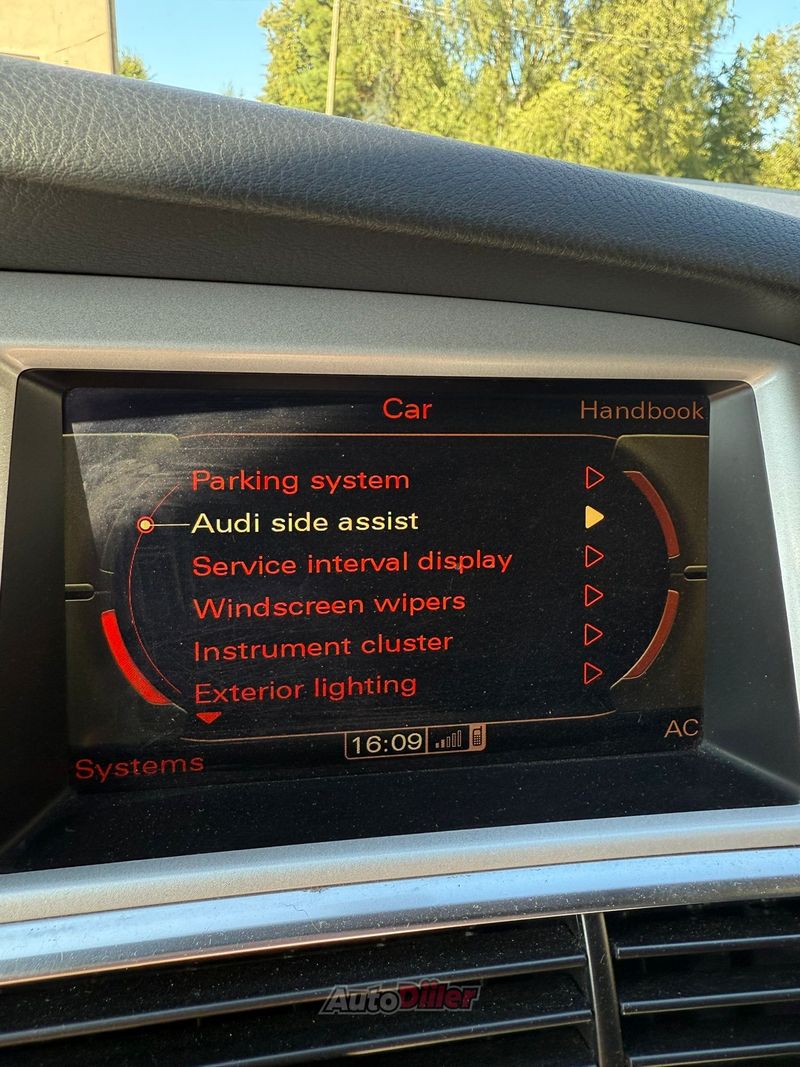 Car
Handbook
Parking system
Audi side assist
Service interval display
Windscreen wipers
Instrument cluster
Exterior lighting
16:09
AC
Systems
AutoDiller